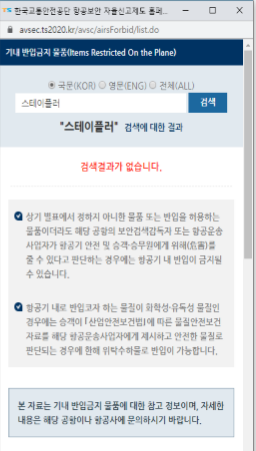 한국교통안전공단 항공보안 자율신고제도 홈페...
avsec.ts2020.kr/avsc/airsForbid/list.do
기내 반입금지 물품(Items Restricted On the Plane)
국문(KOR) 영문(ENG) 전체(ALL)
스테이플러 검색
"스테이플러" 검색에 대한 결과
검색결과가 없습니다.
상기 별표에서 정하지 아니한 물품 또는 반입을 허용하는
물품이더라도 해당 공항의 보안검색감독자 또는 항공운송
사업자가 항공기 안전 및 승객·승무원에게 위해(危害)를
줄 수 있다고 판단하는 경우에는 항공기 내 반입이 금지될
수 있습니다.
항공기 내로 반입코자 하는 물질이 화학성·유독성 물질인
경우에는 승객이 「산업안전보건법」에 따른 물질안전보건
자료를 해당 항공운송사업자에게 제시하고 안전한 물질로
판단되는 경우에 한해 위탁수하물로 반입이 가능합니다.
본 자료는 기내 반입금지 물품에 대한 참고 정보이며, 자세한
내용은 해당 공항이나 항공사에 문의하시기 바랍니다.